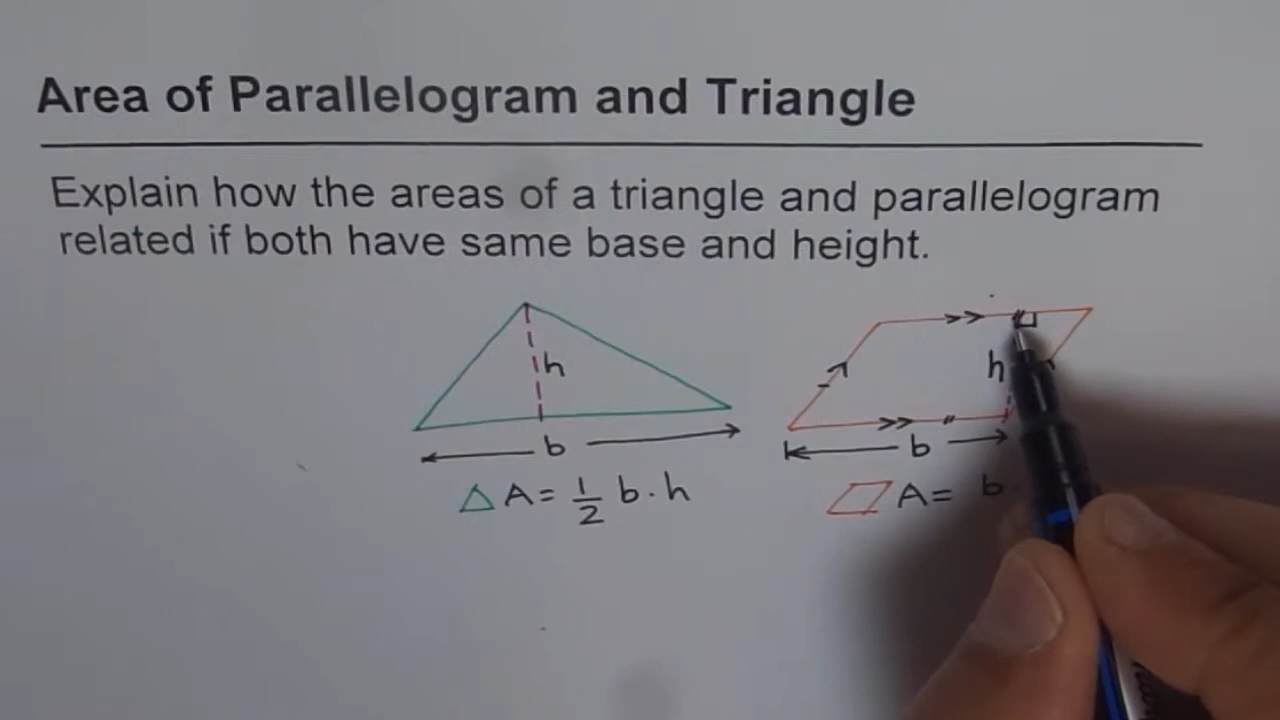 Area of Parallelogram and Triangle
Explain how the areas of a triangle and parallelogram
related if both have same base and height.
h
h
b
b
A = 1/2 b · h
A = b